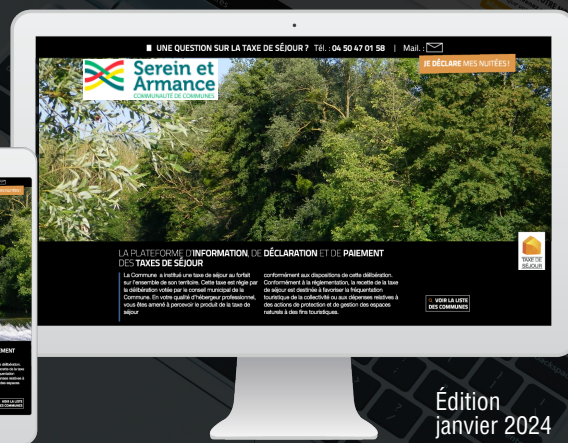 UNE QUESTION SUR LA TAXE DE SÉJOUR ? Tél. : 04 50 47 01 58 | Mail. :
JE DÉCLARE MES NUITÉES !
Serein et
Armance
COMMUNAUTÉ DE COMMUNES
LA PLATEFORME D'INFORMATION, DE DÉCLARATION ET DE PAIEMENT
DES TAXES DE SÉJOUR
La Commune a institué une taxe de séjour au forfait
sur l'ensemble de son territoire. Cette taxe est régie par
la délibération votée par le conseil municipal de la
Commune. En votre qualité d'hébergeur professionnel,
vous êtes amené à percevoir le produit de la taxe de
séjour
conformément aux dispositions de cette délibération.
Conformément à la réglementation, la recette de la taxe
de séjour est destinée à favoriser la fréquentation
touristique de la collectivité ou aux dépenses relatives à
des actions de protection et de gestion des espaces
naturels à des fins touristiques.
TAXE DE
SÉJOUR
VOIR LA LISTE
DES COMMUNES
Édition
janvier 2024